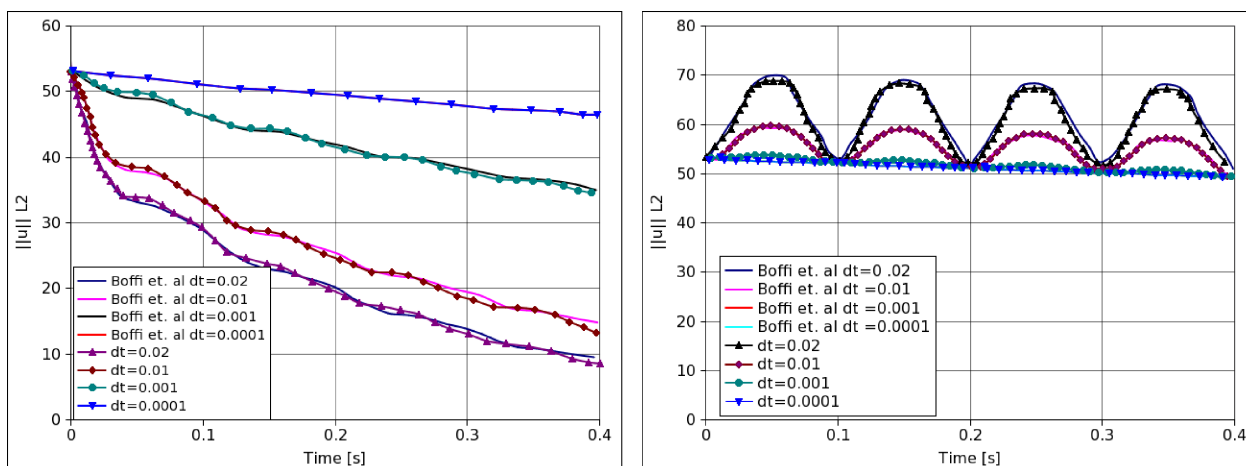 60
50
40
30
20
10
0
||u|| L2
Boffi et. al dt=0.02
Boffi et. al dt=0.01
Boffi et. al dt=0.001
Boffi et. al dt=0.0001
dt=0.02
dt=0.01
dt=0.001
dt=0.0001
0 0.1 0.2 0.3 0.4
Time [s]
80
70
60
50
40
30
20
10
0
||u|| L2
Boffi et. al dt=0 .02
Boffi et. al dt =0.01
Boffi et. al dt =0.001
Boffi et. al dt =0.0001
dt=0.02
dt=0.01
dt=0.001
dt=0.0001
0 0.1 0.2 0.3 0.4
Time [s]